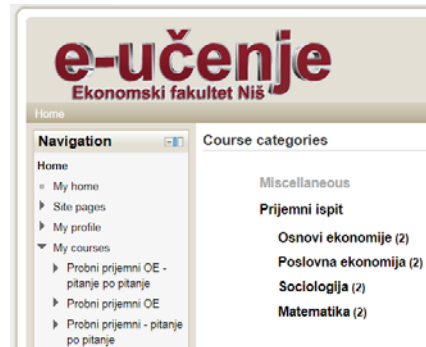 e-učenje
Ekonomski fakultet Niš
Home
Navigation
Home
My home
Site pages
My profile
My courses
Probni prijemni OE -
pitanje po pitanje
Probni prijemni OE
Probni prijemni - pitanje
po pitanje
Course categories
Miscellaneous
Prijemni ispit
Osnovi ekonomije (2)
Poslovna ekonomija (2)
Sociologija (2)
Matematika (2)